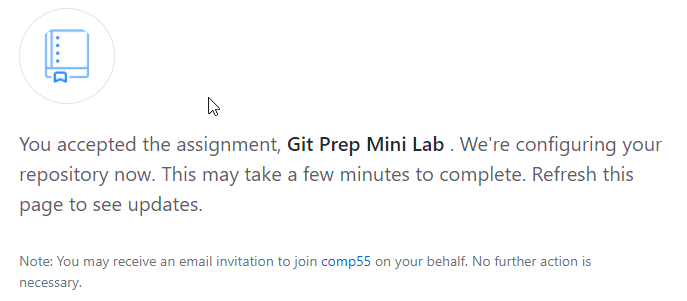 You accepted the assignment, Git Prep Mini Lab . We're configuring your
repository now. This may take a few minutes to complete. Refresh this
page to see updates.
Note: You may receive an email invitation to join comp55 on your behalf. No further action is
necessary.